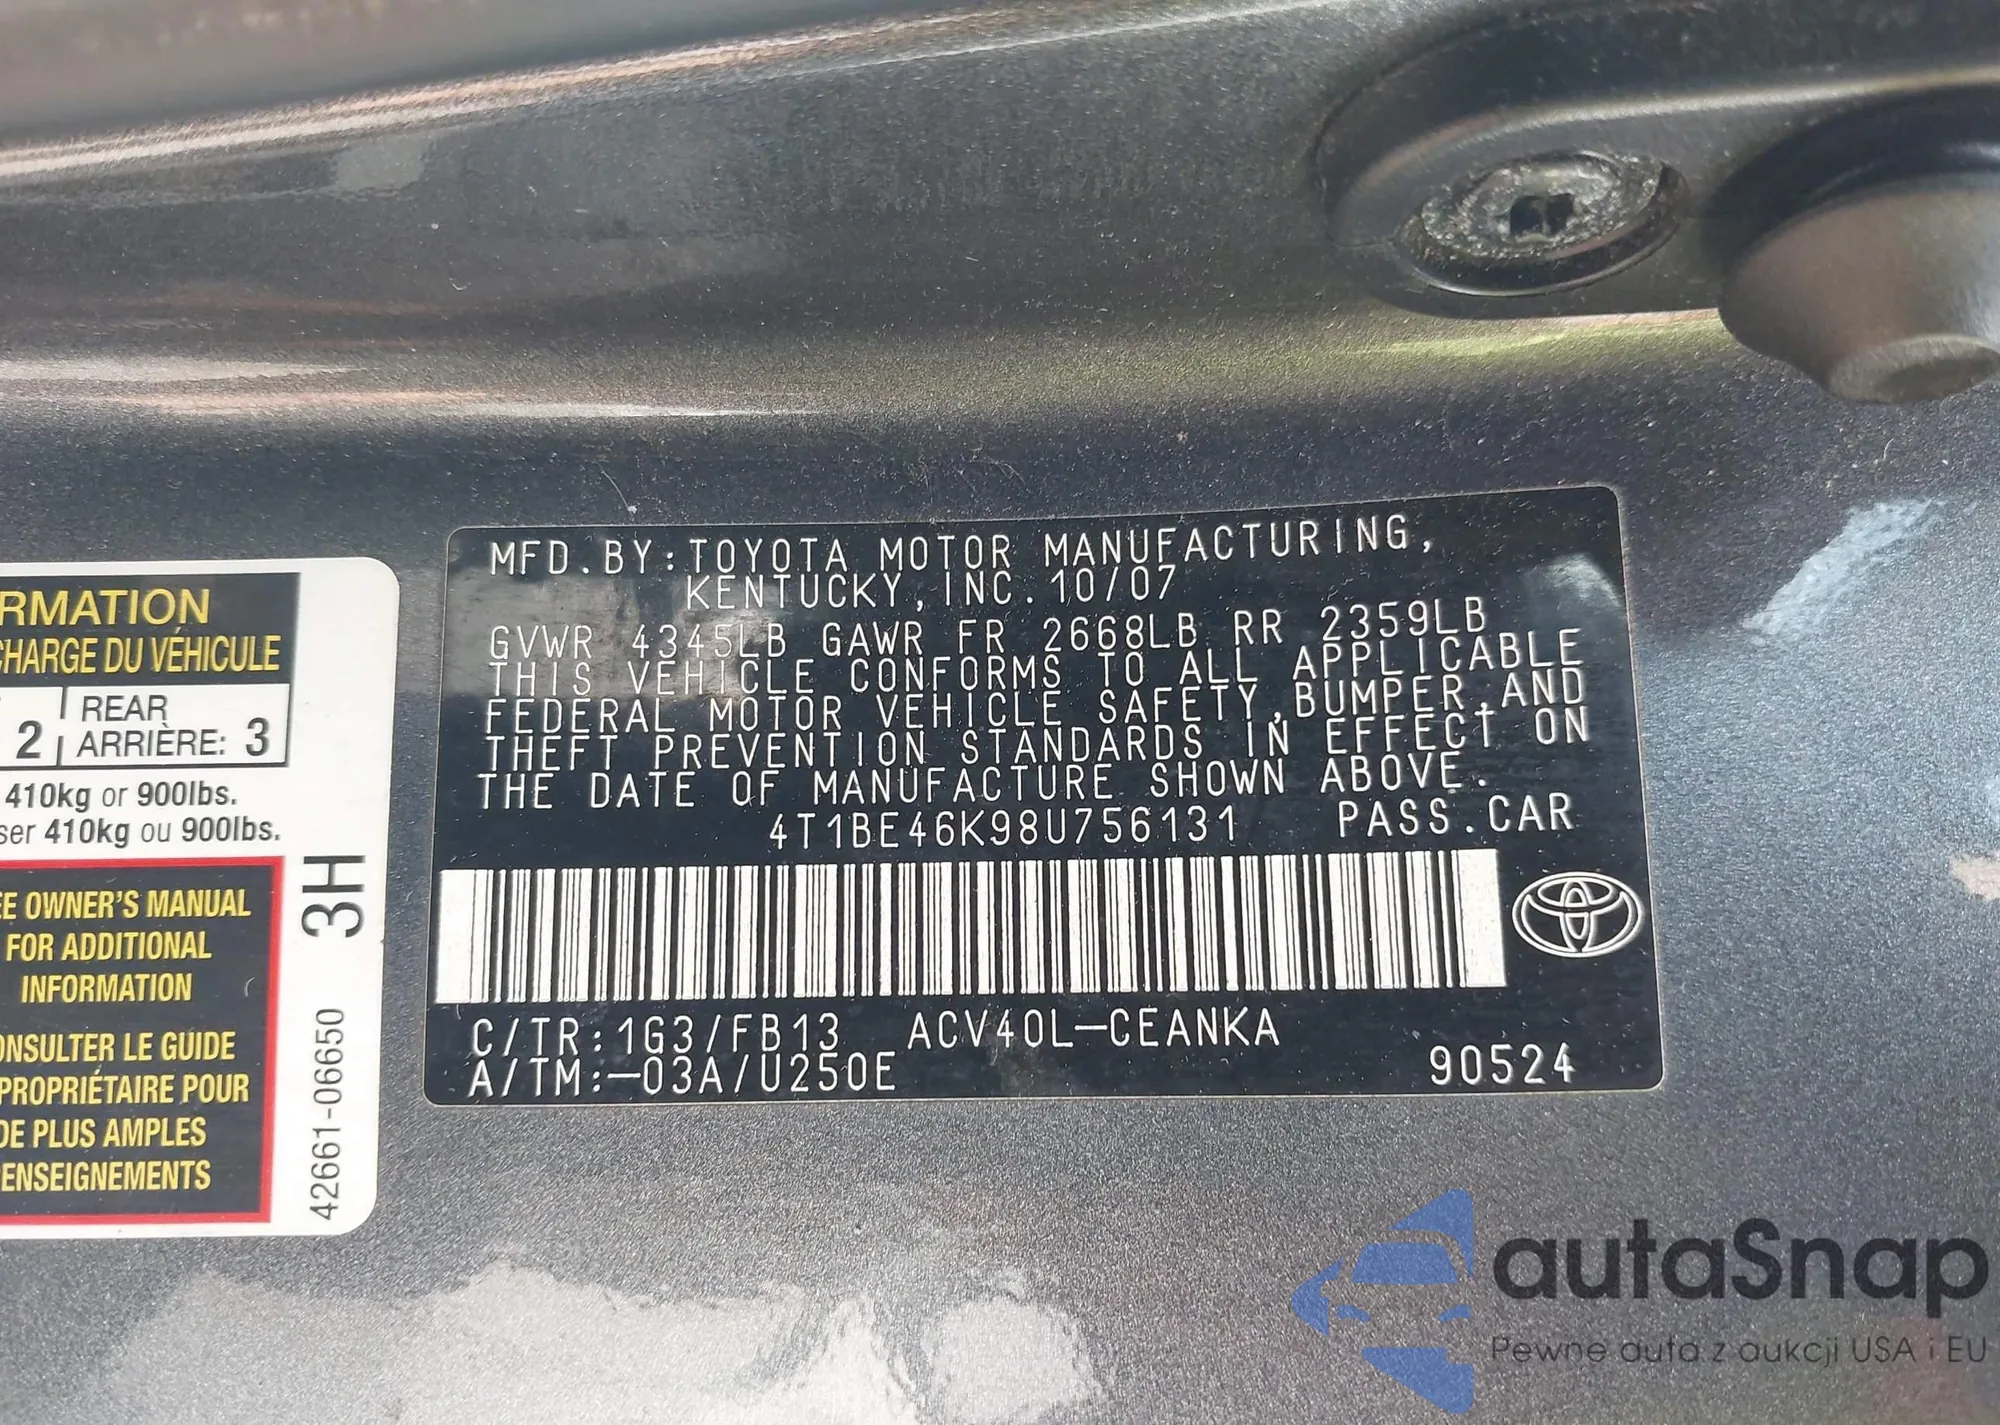 MFD.BY:TOYOTA MOTOR MANUFACTURING,
KENTUCKY,INC.10/07
GVWR 4345LB GAWR FR 2668LB RR 2359LB
THIS VEHICLE CONFORMS TO ALL APPLICABLE
FEDERAL MOTOR VEHICLE SAFETY,BUMPER,AND
THEFT PREVENTION STANDARDS IN EFFECT ON
THE DATE OF MANUFACTURE SHOWN ABOVE.
4T1BE46K98U756131 PASS.CAR
C/TR:1G3/FB13 ACV40L-CEANKA
A/TM:-03A/U250E 90524
RMATION
CHARGE DU VÉHICULE
2 REAR
ARRIÈRE: 3
410kg or 900lbs.
ser 410kg ou 900lbs.
EE OWNER'S MANUAL
FOR ADDITIONAL
INFORMATION
ONSULTER LE GUIDE
PROPRIÉTAIRE POUR
DE PLUS AMPLES
ENSEIGNEMENTS
3H
42661-06650
autaSnap
Pewne auta z aukcji USA i EU